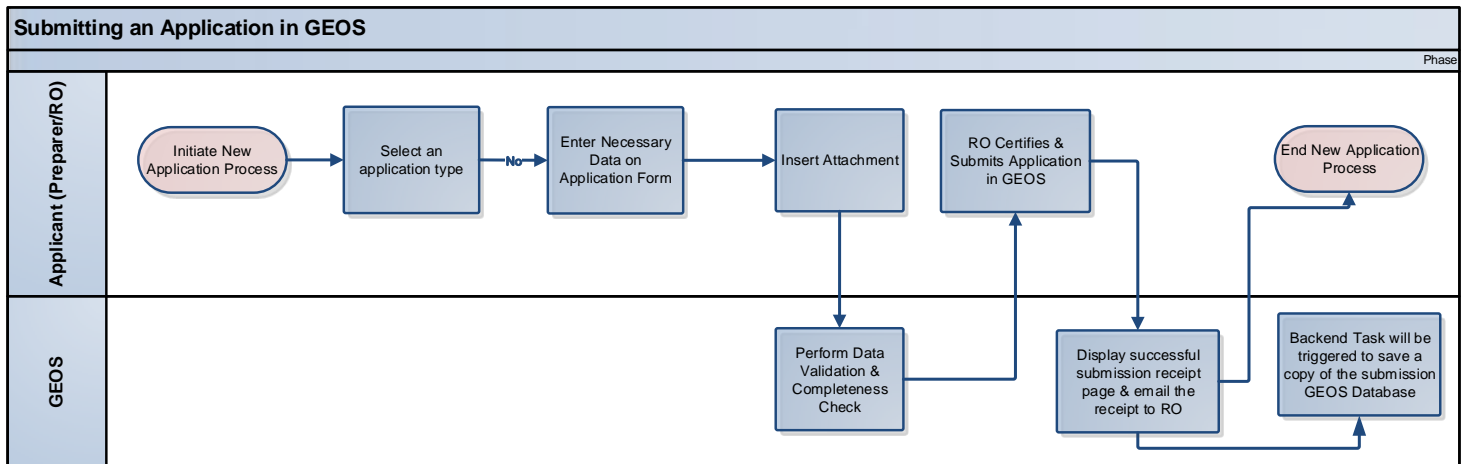 Submitting an Application in GEOS
Phase
Applicant (Preparer/RO)
Initiate New
Application Process
Select an
application type
No
Enter Necessary
Data on
Application Form
Insert Attachment
RO Certifies &
Submits Application
in GEOS
End New Application
Process
GEOS
Perform Data
Validation &
Completeness
Check
Display successful
submission receipt
page & email the
receipt to RO
Backend Task will be
triggered to save a
copy of the submission
GEOS Database